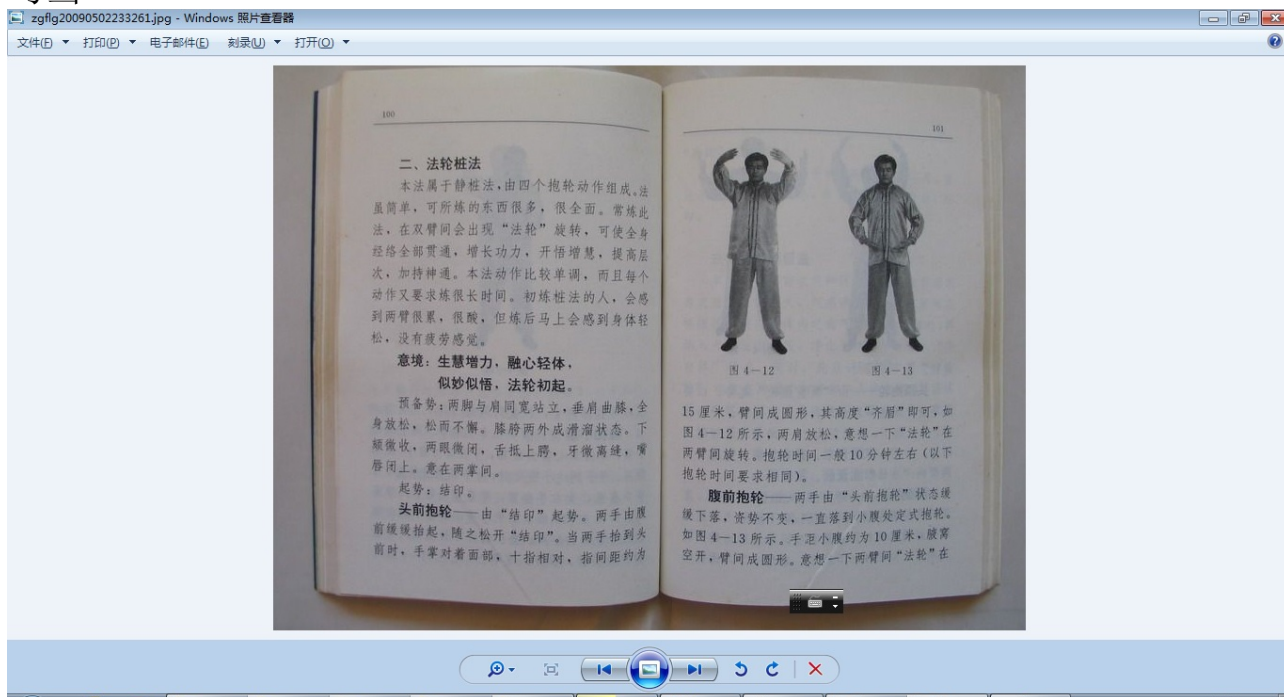 zgflg20090502233261.jpg - Windows 照片查看器
文件(F) 打印(P) 电子邮件(E) 刻录(U) 打开(O)
100
二、法轮桩法
本法属于静桩法,由四个抱轮动作组成。法
虽简单,可所炼的东西很多,很全面。常炼此
法,在双臂间会出现“法轮”旋转,可使全身
经络全部贯通,增长功力,开悟增慧,提高层
次,加持神通。本法动作比较单调,而且每个
动作又要求炼很长时间。初炼桩法的人,会感
到两臂很累,很酸,但炼后马上会感到身体轻
松,没有疲劳感觉。
意境:生慧增力,融心轻体,
似妙似悟,法轮初起。
预备势:两脚与肩同宽站立,垂肩曲膝,全
身放松,松而不懈。膝胯两外成滑溜状态。下
颏微收,两眼微闭,舌抵上腭,牙微离缝,嘴
唇闭上。意在两掌间。
起势:结印。
头前抱轮——由“结印”起势。两手由腹
前缓缓抬起,随之松开“结印”。当两手抬到头
前时,手掌对着面部,十指相对,指间距约为
101
图 4—12
图 4—13
15 厘米,臂间成圆形,其高度“齐眉”即可,如
图 4—12 所示,两肩放松,意想一下“法轮”在
两臂间旋转。抱轮时间一般 10 分钟左右(以下
抱轮时间要求相同)。
腹前抱轮——两手由“头前抱轮”状态缓
缓下落,姿势不变,一直落到小腹处定式抱轮。
如图 4—13 所示。手距小腹约为 10 厘米,腋窝
空开,臂间成圆形。意想一下两臂间“法轮”在